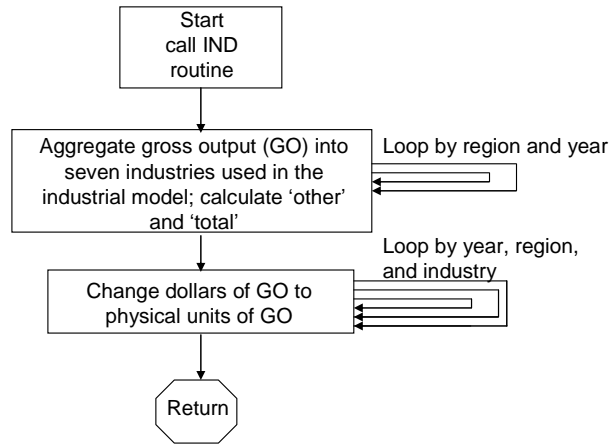 Start
call IND
routine
Aggregate gross output (GO) into
seven industries used in the
industrial model; calculate ‘other’
and ‘total’
Loop by region and year
Change dollars of GO to
physical units of GO
Loop by year, region,
and industry
Return